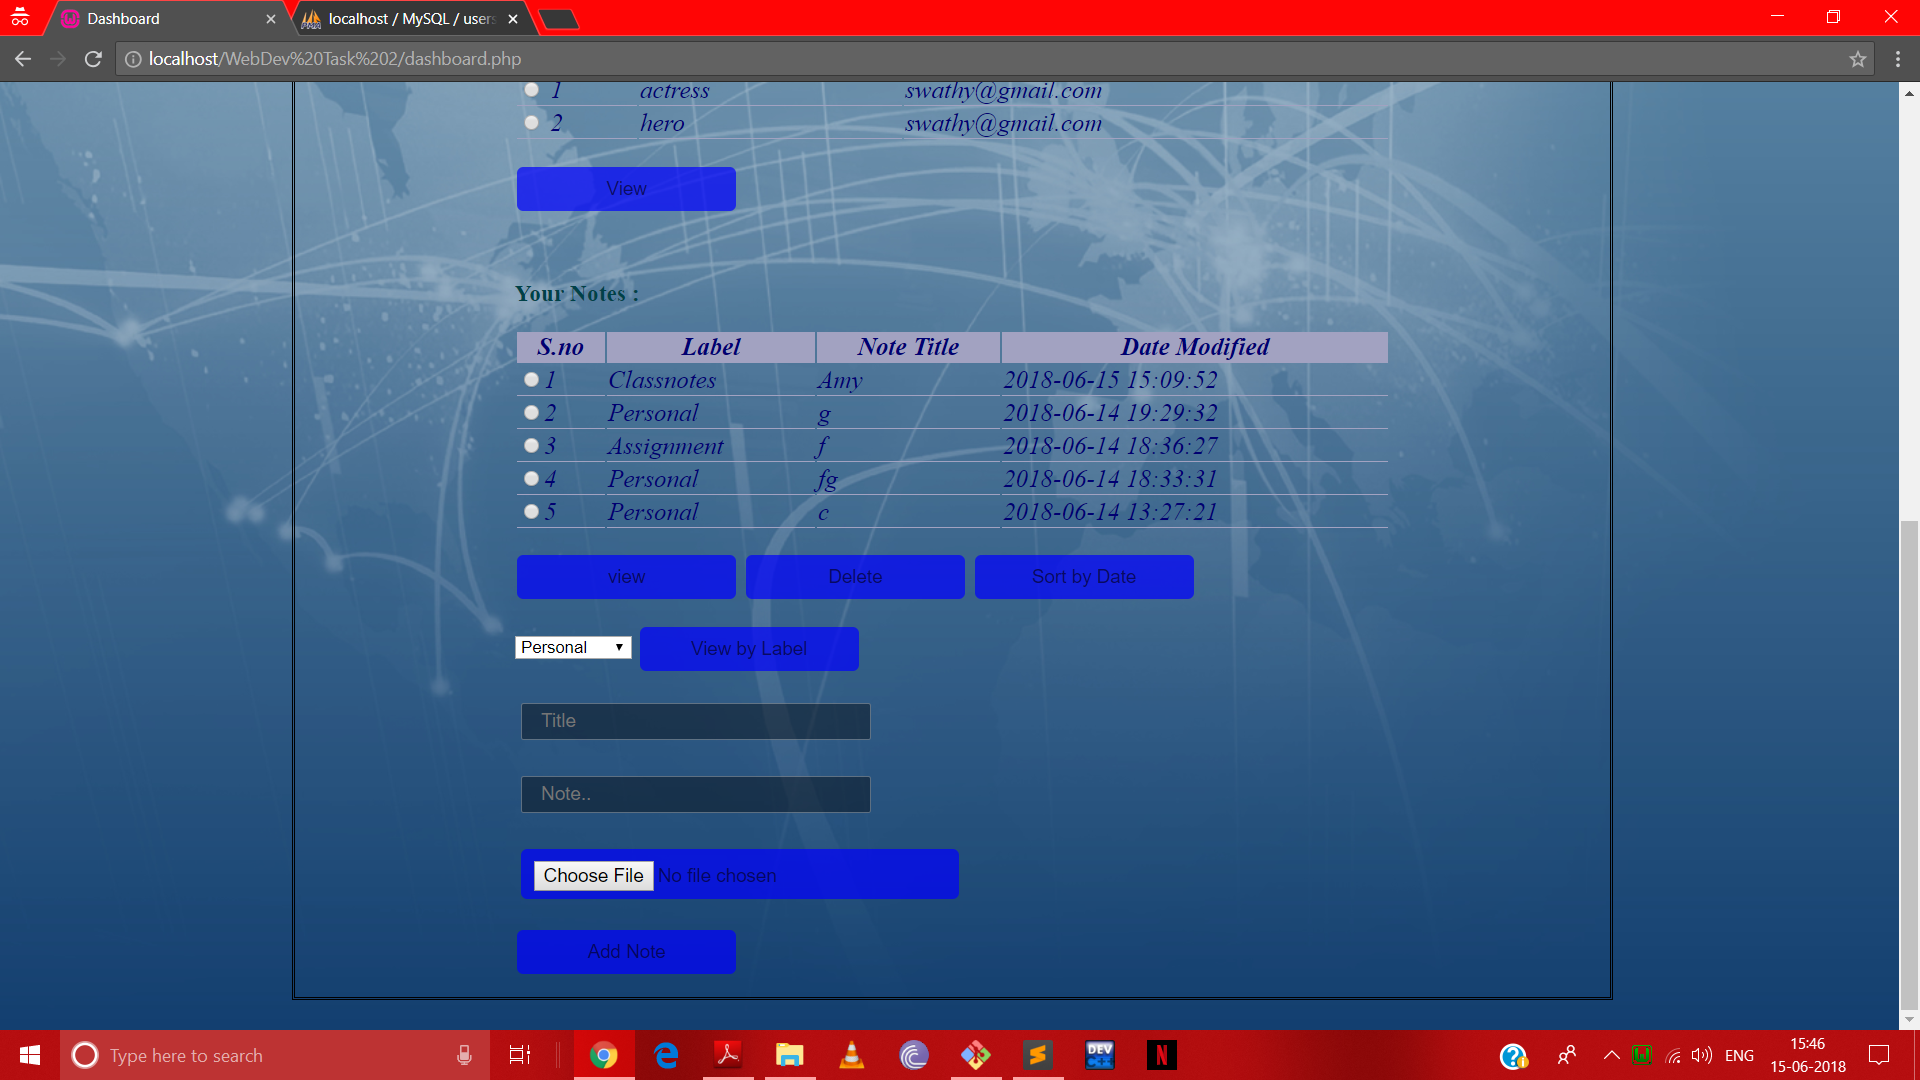 Dashboard
localhost / MySQL / users
localhost/WebDev%20Task%202/dashboard.php
1 actress swathy@gmail.com
2 hero swathy@gmail.com
View
Your Notes :
S.no Label Note Title Date Modified
1 Classnotes Amy 2018-06-15 15:09:52
2 Personal g 2018-06-14 19:29:32
3 Assignment f 2018-06-14 18:36:27
4 Personal fg 2018-06-14 18:33:31
5 Personal c 2018-06-14 13:27:21
view Delete Sort by Date
Personal View by Label
Title
Note..
Choose File No file chosen
Add Note
Type here to search
DEV C++
N
ENG
15:46
15-06-2018